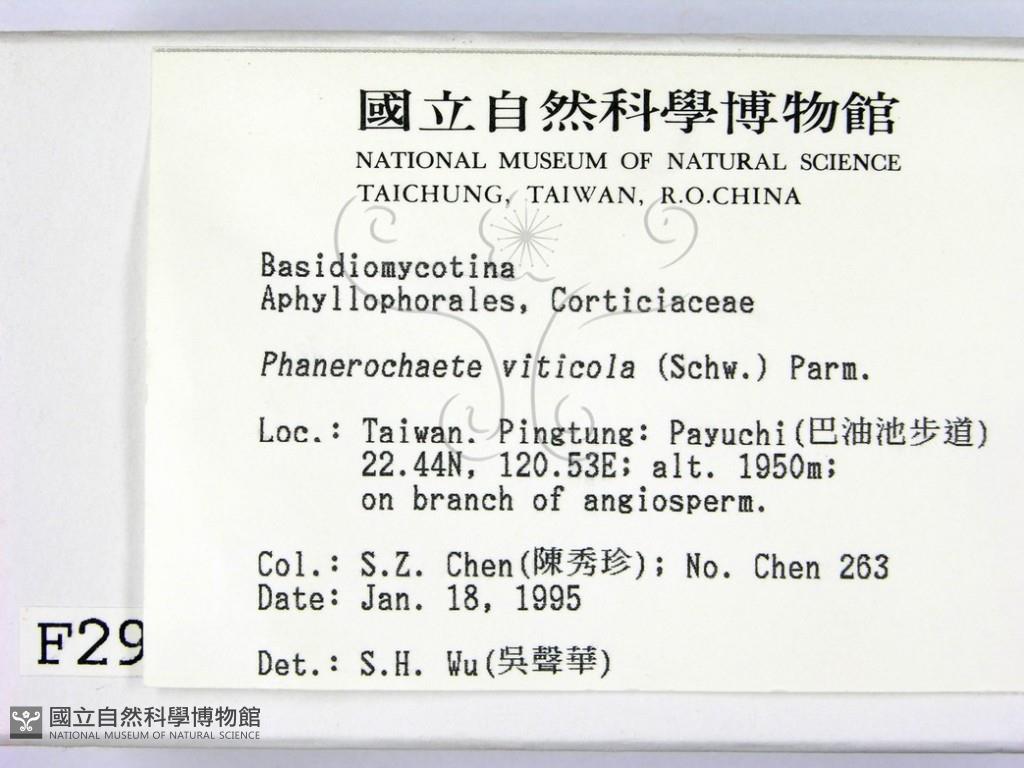 國立自然科學博物館
NATIONAL MUSEUM OF NATURAL SCIENCE
TAICHUNG, TAIWAN, R.O.CHINA
Basidiomycotina
Aphyllophorales, Corticiaceae
Phanerochaete viticola (Schw.) Parm.
Loc.: Taiwan. Pingtung: Payuchi(巴油池步道)
22.44N, 120.53E; alt. 1950m;
on branch of angiosperm.
Col.: S.Z. Chen(陳秀珍); No. Chen 263
Date: Jan. 18, 1995
Det.: S.H. Wu(吳聲華)
F29
國立自然科學博物館
NATIONAL MUSEUM OF NATURAL SCIENCE